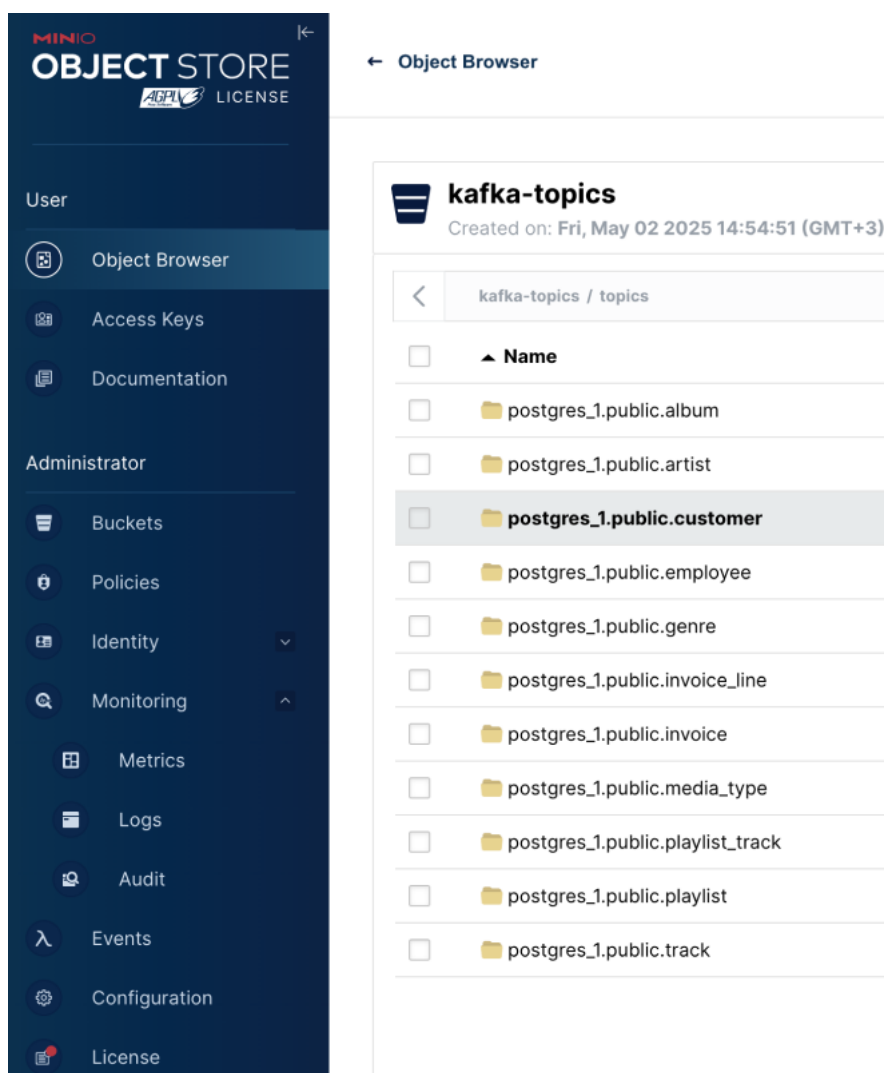 MINIO
OBJECT STORE
AGPLv3 LICENSE
User
Object Browser
Access Keys
Documentation
Administrator
Buckets
Policies
Identity
Monitoring
Metrics
Logs
Audit
Events
Configuration
License
← Object Browser
kafka-topics
Created on: Fri, May 02 2025 14:54:51 (GMT+3)
kafka-topics / topics
Name
postgres_1.public.album
postgres_1.public.artist
postgres_1.public.customer
postgres_1.public.employee
postgres_1.public.genre
postgres_1.public.invoice_line
postgres_1.public.invoice
postgres_1.public.media_type
postgres_1.public.playlist_track
postgres_1.public.playlist
postgres_1.public.track